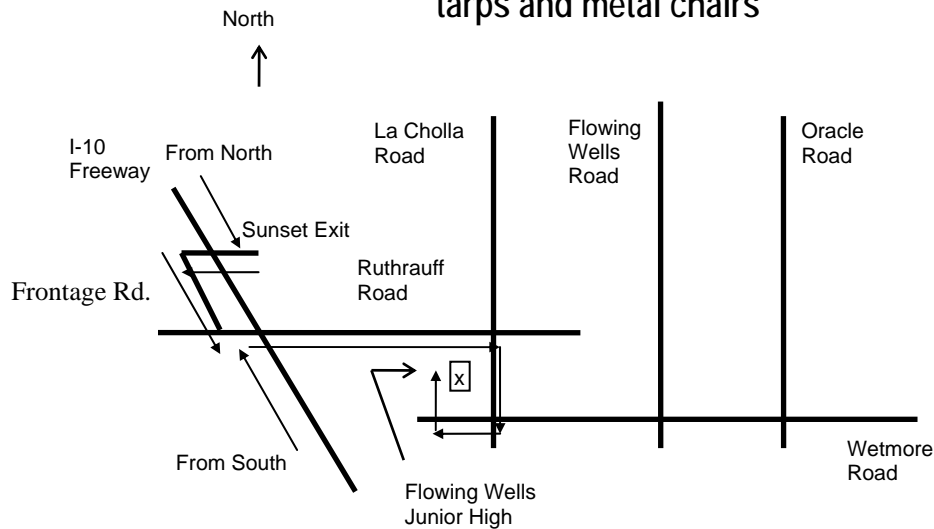 tarps and metal chairs
North
La Cholla
Road
Flowing
Wells
Road
Oracle
Road
I-10
Freeway
From North
Sunset Exit
Ruthrauff
Road
Frontage Rd.
x
From South
Wetmore
Road
Flowing Wells
Junior High